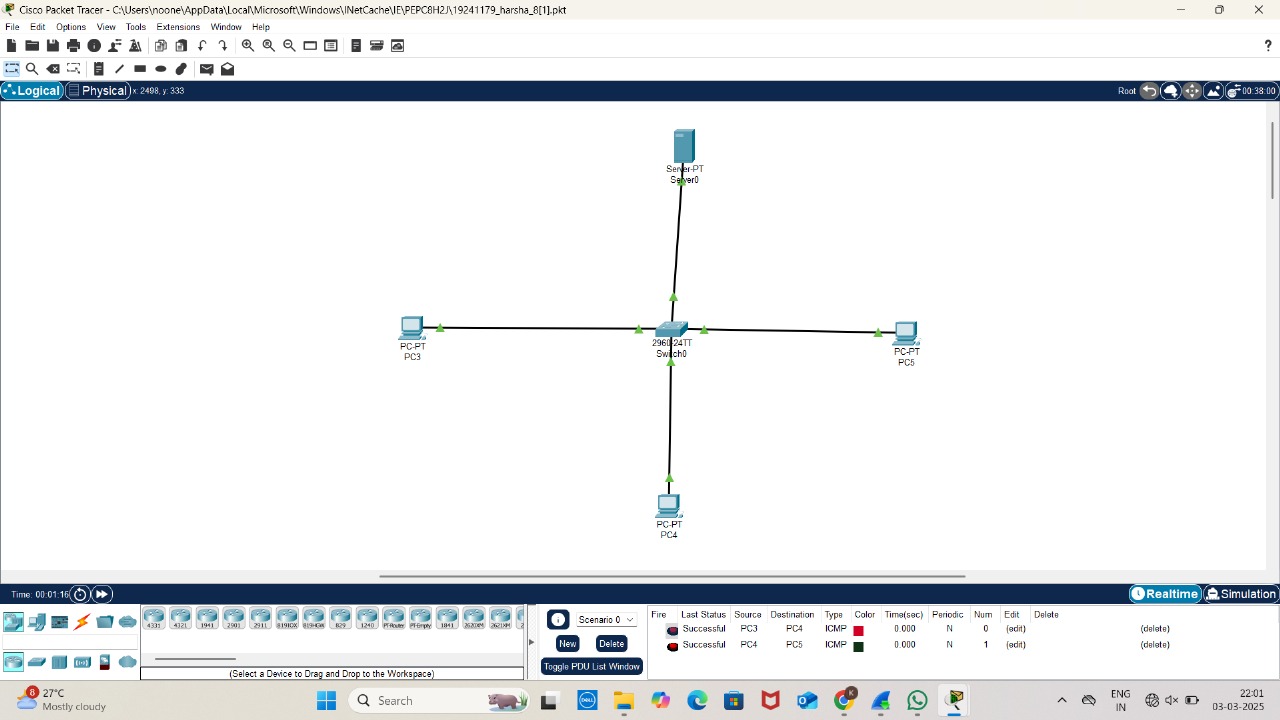 Cisco Packet Tracer - C:\Users\noone\AppData\Local\Microsoft\Windows\INetCache\IE\PEPC8H2J\19241179_harsha_8[1].pkt
File Edit Options View Tools Extensions Window Help
?
Logical Physical x: 2498, y: 333 Root 00:38:00
Server-PT
Server0
PC-PT
PC3
2960-24TT
Switch0
PC-PT
PC5
PC-PT
PC4
Time: 00:01:16 Realtime Simulation
4331 4321 1941 2901 2911 819IOX 819HGW 829 1240 PT-Router PT-Empty 1841 2620XM 2621XM
(Select a Device to Drag and Drop to the Workspace)
Scenario 0
New Delete
Toggle PDU List Window
Fire Last Status Source Destination Type Color Time(sec) Periodic Num Edit Delete
Successful PC3 PC4 ICMP 0.000 N 0 (edit) (delete)
Successful PC4 PC5 ICMP 0.000 N 1 (edit) (delete)
8 27°C
Mostly cloudy
Search
DELL
K
ENG
IN
22:01
03-03-2025